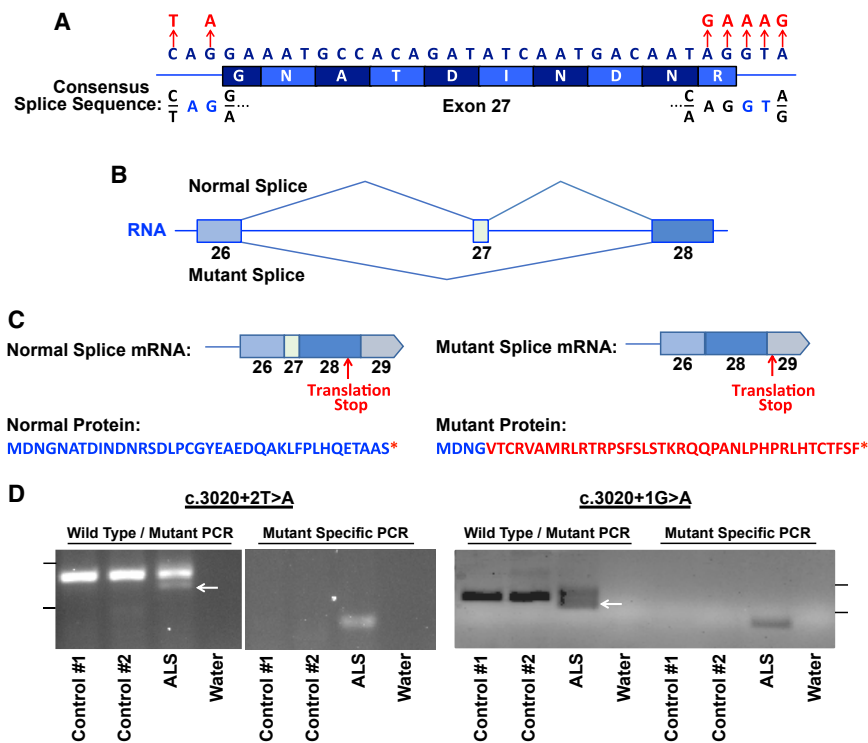 A
T A G A A A G
C A G G A A A T G C C A C A G A T A T C A A T G A C A A T A G G T A
G N A T D I N D N R
Consensus
Splice Sequence:
C A G G ... Exon 27 ... C A G G T A
T A A G
B
Normal Splice
RNA
26 27 28
Mutant Splice
C
Normal Splice mRNA:
26 27 28 29
Translation
Stop
Normal Protein:
MDNGNATDINDNRSDLPCGYEAEDQAKLFPLHQETAAS*
Mutant Splice mRNA:
26 28 29
Translation
Stop
Mutant Protein:
MDNGVTCRVAMRLRTRPSFSLSTKRQQPANLPHPRLHTCTFSF*
D
c.3020+2T>A
Wild Type / Mutant PCR Mutant Specific PCR
Control #1 Control #2 ALS Water Control #1 Control #2 ALS Water
c.3020+1G>A
Wild Type / Mutant PCR Mutant Specific PCR
Control #1 Control #2 ALS Water Control #1 Control #2 ALS Water